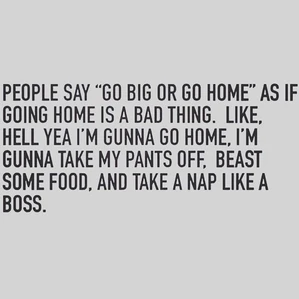 PEOPLE SAY “GO BIG OR GO HOME” AS IF
GOING HOME IS A BAD THING.  LIKE,
HELL YEA I’M GUNNA GO HOME, I’M
GUNNA TAKE MY PANTS OFF,  BEAST
SOME FOOD, AND TAKE A NAP LIKE A
BOSS.